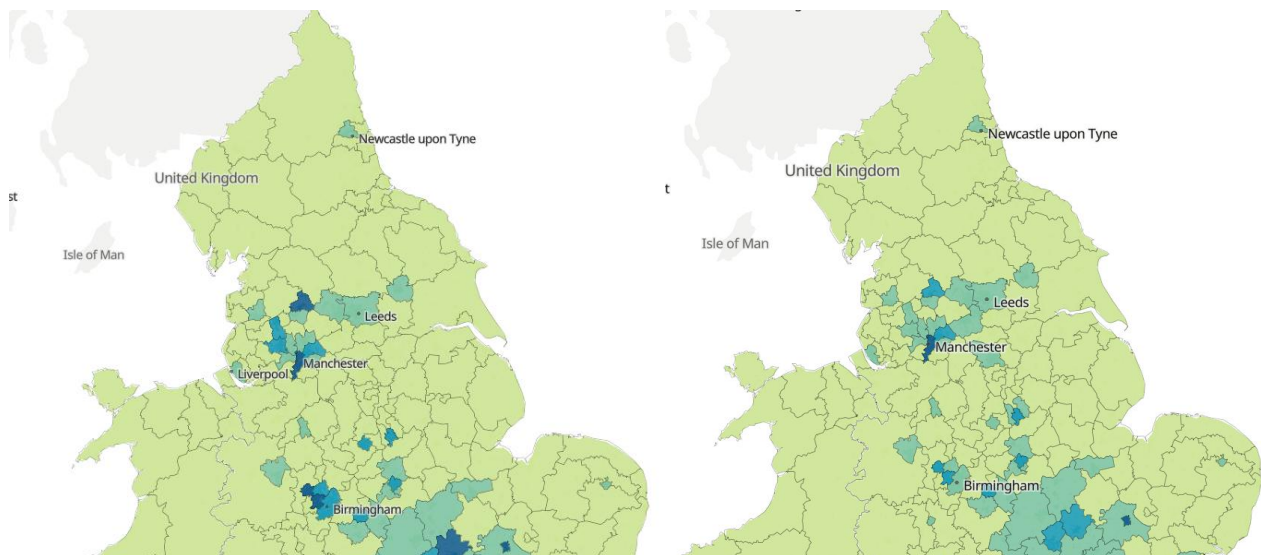 Newcastle upon Tyne
United Kingdom
st
Isle of Man
Leeds
Manchester
Liverpool
Birmingham
Newcastle upon Tyne
United Kingdom
t
Isle of Man
Leeds
Manchester
Birmingham